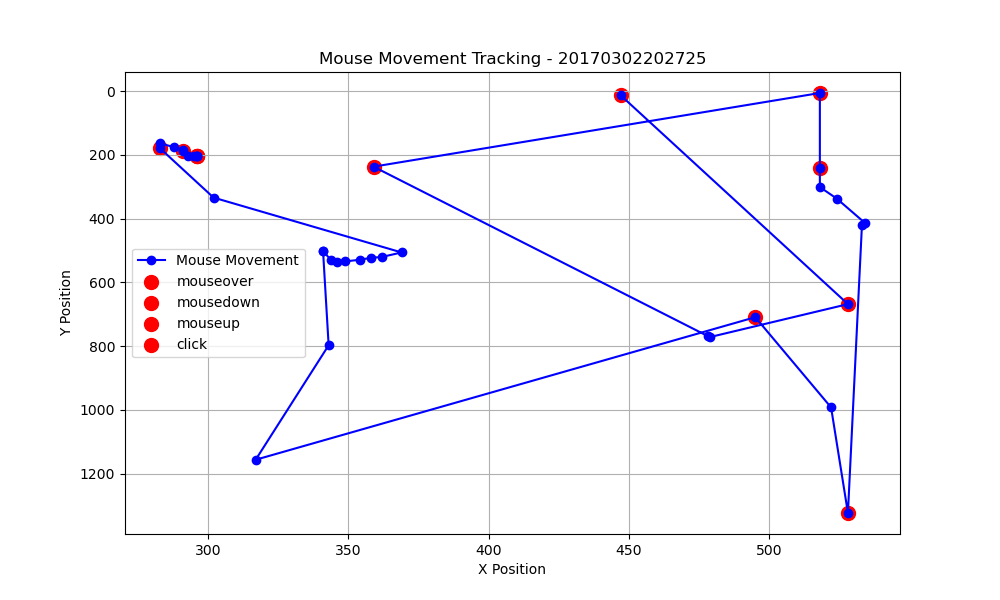 Mouse Movement Tracking - 20170302202725
0
200
400
600
800
1000
1200
Y Position
Mouse Movement
mouseover
mousedown
mouseup
click
300
350
400
450
500
X Position